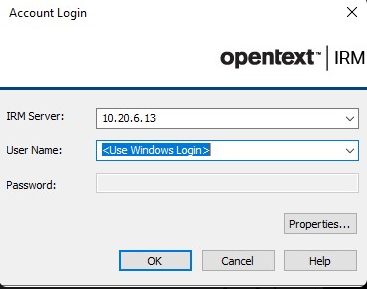 Account Login
opentext™ | IRM
IRM Server: 10.20.6.13
User Name: <Use Windows Login>
Password:
Properties...
OK Cancel Help